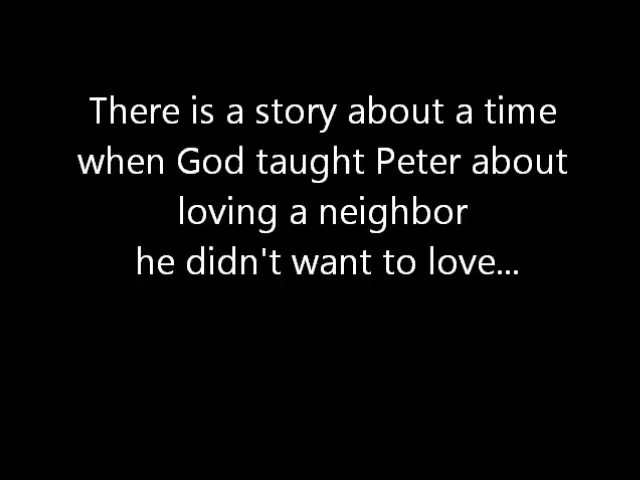 There is a story about a time
when God taught Peter about
loving a neighbor
he didn't want to love...